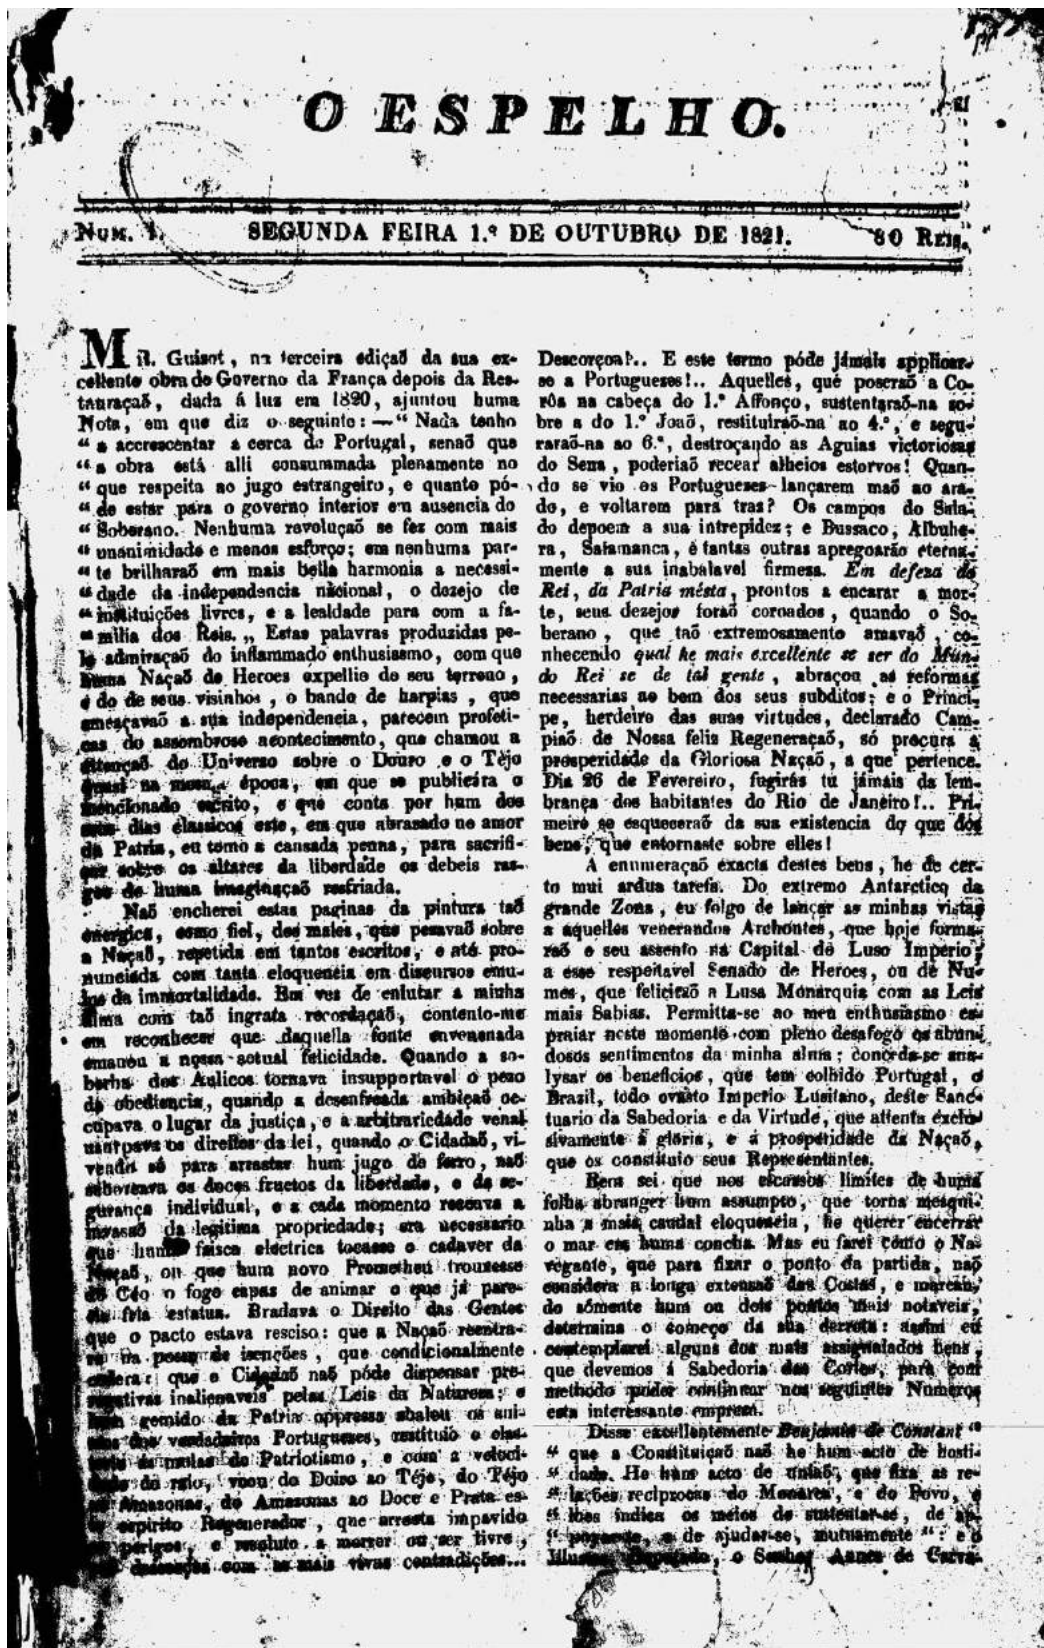 O ESPELHO.
NUM. 1. SEGUNDA FEIRA 1.º DE OUTUBRO DE 1821. 80 REIS.
MR. Guisot, na terceira ediçaõ da sua ex-
cellente obra do Governo da França depois da Res-
tauraçaõ, dada á luz em 1820, ajuntou huma
Nota, em que diz o seguinte: — “ Nada tenho
“ a accrescentar a cerca de Portugal, senaõ que
“ a obra está alli consummada plenamente no
“ que respeita ao jugo estrangeiro, e quanto pó-
“ de estar para o governo interior em ausencia do
“ Soberano. Nenhuma revoluçaõ se fez com mais
“ unanimidade e menos esforço; em nenhuma par-
“ te brilharaõ em mais bella harmonia a necessi-
“ dade da independencia nacional, o dezejo de
“ instituições livres, e a lealdade para com a fa-
“ milia dos Reis. „ Estas palavras produzidas pe-
la admiraçaõ do inflammado enthusiasmo, com que
huma Naçaõ de Heroes expellio do seu terreno,
e do de seus visinhos, o bando de harpias, que
ameaçavaõ a sua independencia, parecem profeti-
cas do assombroso acontecimento, que chamou a
attençaõ do Universo sobre o Douro e o Téjo
quasi na mesma época, em que se publicára o
mencionado escrito, e que conta por hum dos
seus dias classicos este, em que abrasado no amor
da Patria, eu tomo a cansada penna, para sacrifi-
car sobre os altares da liberdade os debeis ras-
gos de huma imaginaçaõ resfriada.
Naõ encherei estas paginas da pintura taõ
energica, como fiel, dos males, que pesavaõ sobre
a Naçaõ, repetida em tantos escritos, e até pro-
nunciada com tanta eloquencia em discursos emu-
los da immortalidade. Em vez de enlutar a minha
alma com taõ ingrata recordaçaõ, contento-me
em reconhecer que daquella fonte envenenada
emanou a nossa actual felicidade. Quando a so-
berba dos Aulicos tornava insupportavel o pezo
da obediencia, quando a desenfreada ambiçaõ oc-
cupava o lugar da justiça, e a arbitrariedade venal
usurpava os direitos da lei, quando o Cidadaõ, vi-
vendo só para arrastar hum jugo de ferro, naõ
saboreava os doces fructos da liberdade, e da se-
gurança individual, e a cada momento receava a
invasaõ da legitima propriedade; era necessario
que huma faisca electrica tocasse o cadaver da
Naçaõ, ou que hum novo Prometheu trouxesse
do Céo o fogo capas de animar o que já pare-
cia fria estatua. Bradava o Direito das Gentes
que o pacto estava resciso: que a Naçaõ reentra-
va na posse de isenções, que condicionalmente
cedera: que o Cidadaõ naõ póde dispensar pre-
rogativas inalienaveis pelas Leis da Natureza; e
hum gemido da Patria oppressa abalou os ani-
mos dos verdadeiros Portugueses, restituio o elas-
terio ás molas do Patriotismo, e com a veloci-
dade do raio, voou do Doiro ao Téjo, do Téjo
ao Amasonas, do Amasonas ao Doce e Prata es-
se espirito Regenerador, que arrosta impavido
os perigos, e resoluto a morrer ou ser livre,
com as mais vivas contradições...
Descorçoa!.. E este termo póde jámais applicar-
se a Portugueses!.. Aquelles, que poseraõ a Co-
rôa na cabeça do 1.º Affonço, sustentaraõ-na so-
bre a do 1.º Joaõ, restituiraõ-na ao 4.º, e segu-
raraõ-na ao 6.º, destroçando as Aguias victoriosas
do Sena, poderiaõ recear alheios estorvos! Quan-
do se vio os Portugueses lançarem maõ ao ara-
do, e voltarem para tras? Os campos do Sala-
do depoem a sua intrepidez; e Bussaco, Albuhe-
ra, Salamanca, e tantas outras apregoarão eterna-
mente a sua inabalavel firmesa. Em defeza do
Rei, da Patria mésta, prontos a encarar a mor-
te, seus dezejos foraõ coroados, quando o So-
berano, que taõ extremosamente amavaõ, co-
nhecendo qual he mais excellente se ser do Mun-
do Rei se de tal gente, abraçou as reformas
necessarias ao bem dos seus subditos; e o Princi-
pe, herdeiro das suas virtudes, declarado Cam-
piaõ de Nossa feliz Regeneraçaõ, só procura a
prosperidade da Gloriosa Naçaõ, a que pertence.
Dia 26 de Fevereiro, fugirás tu jámais da lem-
brança dos habitantes do Rio de Janeiro!.. Pri-
meiro se esqueceraõ da sua existencia do que dos
bens, que entornaste sobre elles!
A enumeraçaõ exacta destes bens, he de cer-
to mui ardua tarefa. Do extremo Antarctico da
grande Zona, eu folgo de lançar as minhas vistas
a aquelles venerandos Archontes, que hoje forma-
raõ o seu assento na Capital do Luso Imperio;
a esse respeitavel Senado de Heroes, ou de Nu-
mes, que felicitaõ a Lusa Monarquia com as Leis
mais Sabias. Permitta-se ao meu enthusiasmo es-
praiar neste momento com pleno desafogo os abun-
dosos sentimentos da minha alma; conceda-se ana-
lysar os beneficios, que tem colhido Portugal, o
Brazil, todo o vasto Imperio Lusitano, deste Sanc-
tuario da Sabedoria e da Virtude, que attenta exclu-
sivamente á gloria, e á prosperidade da Naçaõ,
que os constituio seus Representantes.
Bem sei que nos escassos limites de huma
folha abranger hum assumpto, que torna mesqui-
nha a mais caudal eloquencia, he querer encerrar
o mar em huma concha. Mas eu farei como o Na-
vegante, que para fixar o ponto da partida, naõ
considera a longa extensaõ das Costas, e marcan-
do sómente hum ou dois pontos mais notaveis,
determina o começo da sua derrota: assim eu
contemplarei alguns dos mais assignalados bens,
que devemos á Sabedoria das Cortes, para com
methodo poder continuar nos seguintes Numeros
esta interessante empresa.
Disse excellentemente Benjamin de Constant “
“ que a Constituiçaõ naõ he hum acto de hosti-
“ dade. He hum acto de uniaõ, que fixa as re-
“ lações reciprocas do Monarca, e do Povo, e
“ lhes indica os meios de sustentar-se, de ap-
“ poyarse, e de ajudar-se, mutuamente “: e o
Illustre Deputado, o Senhor Annes de Carva-